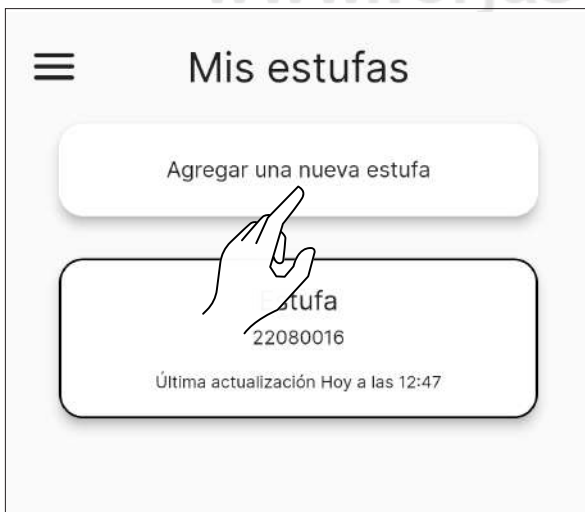 Mis estufas
Agregar una nueva estufa
Estufa
22080016
Última actualización Hoy a las 12:47